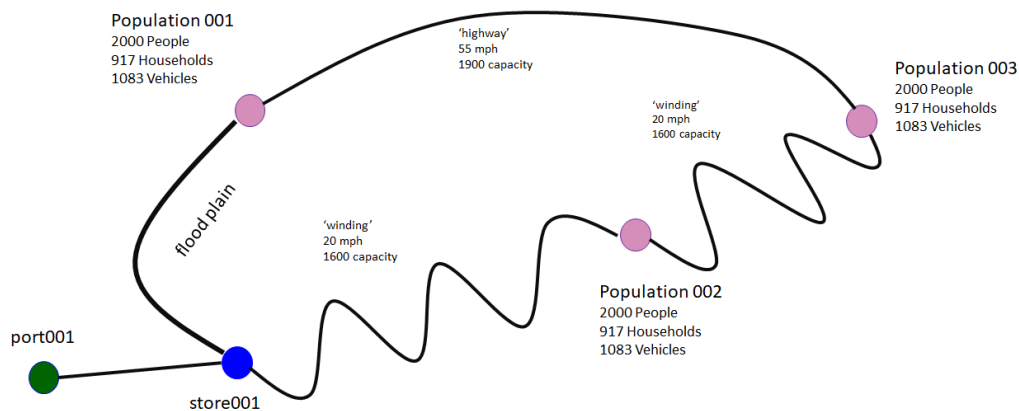 Population 001
2000 People
917 Households
1083 Vehicles
‘highway’
55 mph
1900 capacity
Population 003
2000 People
917 Households
1083 Vehicles
‘winding’
20 mph
1600 capacity
flood plain
‘winding’
20 mph
1600 capacity
Population 002
2000 People
917 Households
1083 Vehicles
port001
store001